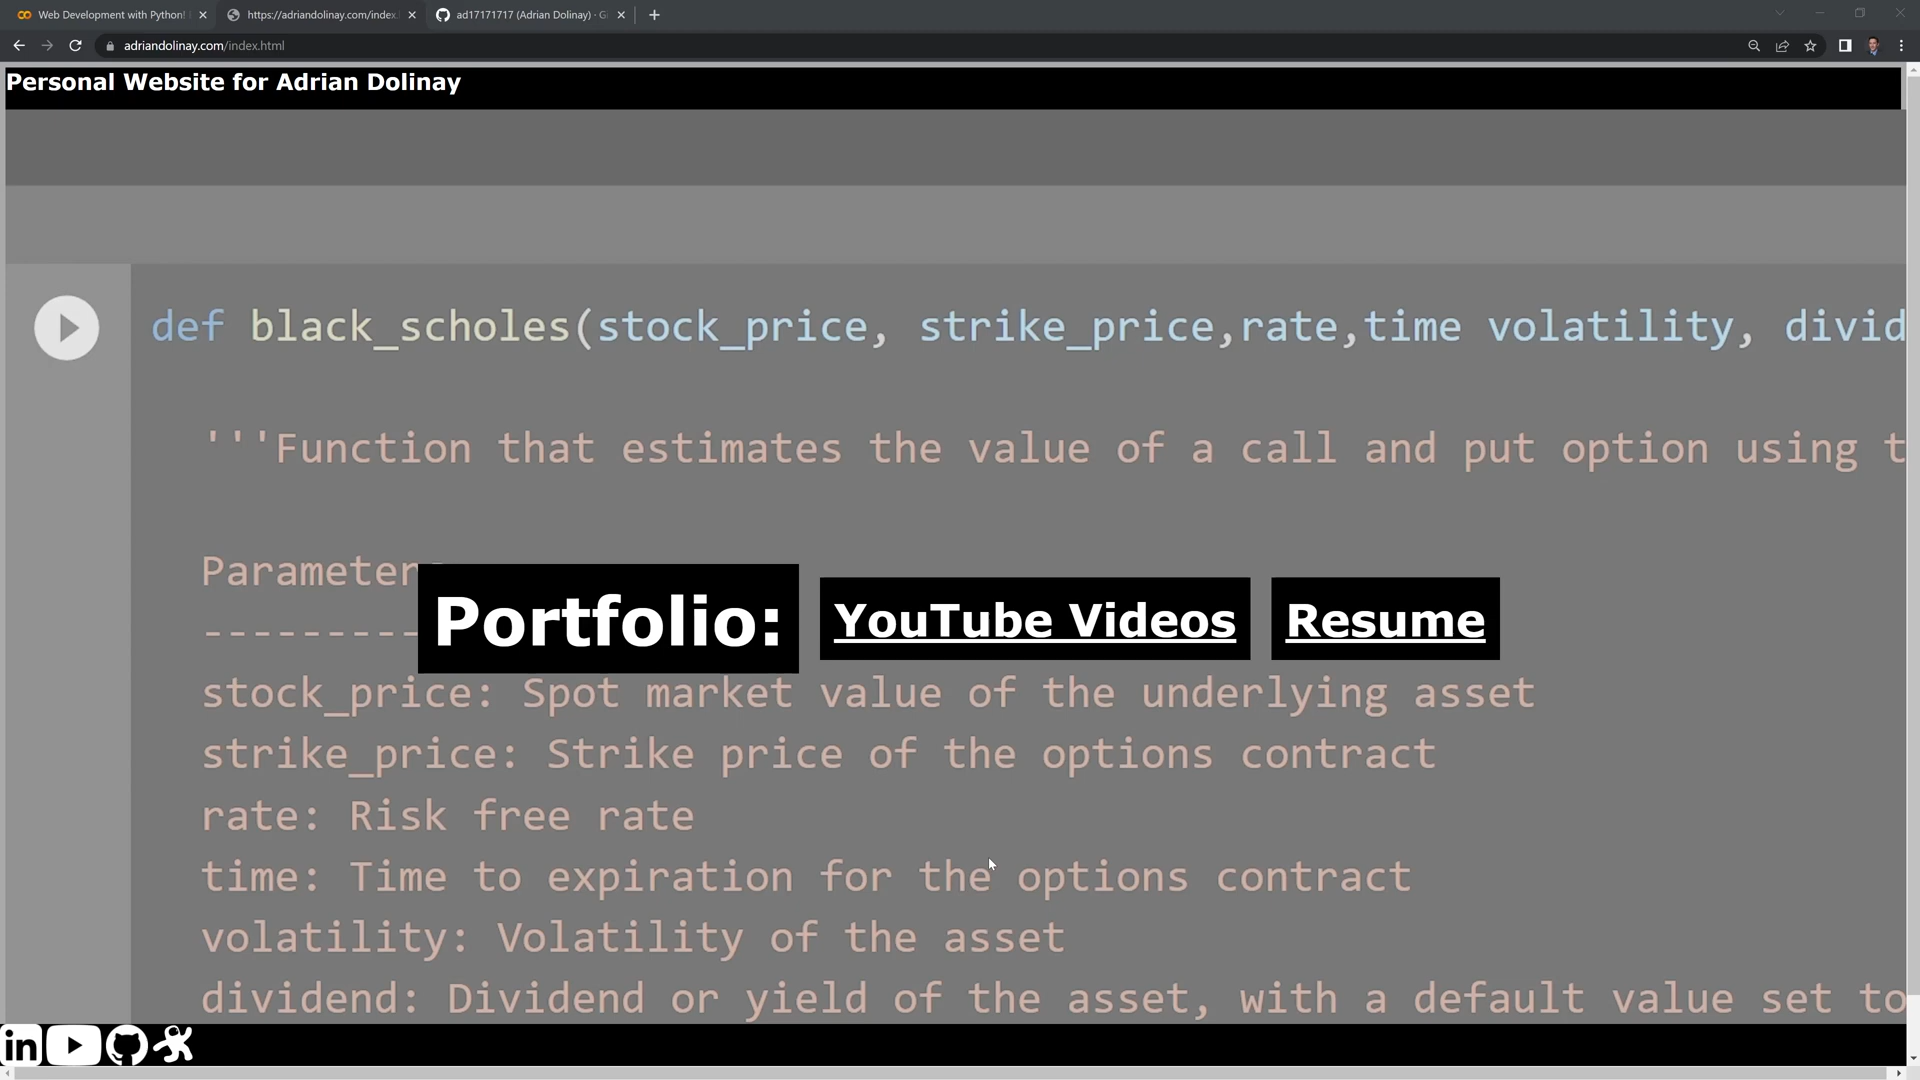 Web Development with Python!
https://adriandolinay.com/index.
ad17171717 (Adrian Dolinay) · Gi
adriandolinay.com/index.html
Personal Website for Adrian Dolinay
def black_scholes(stock_price, strike_price,rate,time volatility, divid
'''Function that estimates the value of a call and put option using t
Parameter
---------
Portfolio:
YouTube Videos
Resume
stock_price: Spot market value of the underlying asset
strike_price: Strike price of the options contract
rate: Risk free rate
time: Time to expiration for the options contract
volatility: Volatility of the asset
dividend: Dividend or yield of the asset, with a default value set to
in